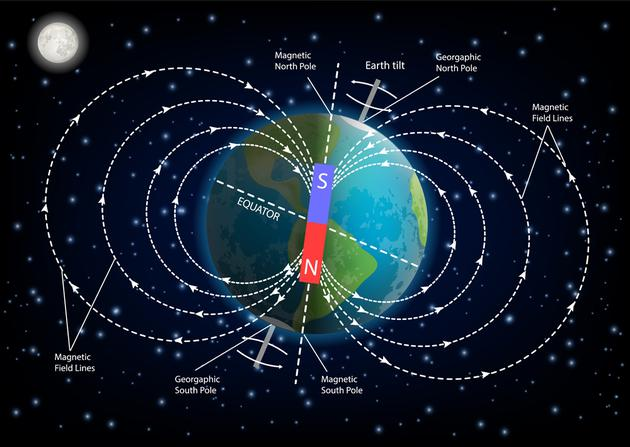 Magnetic
North Pole
Earth tilt
Georgaphic
North Pole
Magnetic
Field Lines
S
EQUATOR
N
Magnetic
Field Lines
Georgaphic
South Pole
Magnetic
South Pole